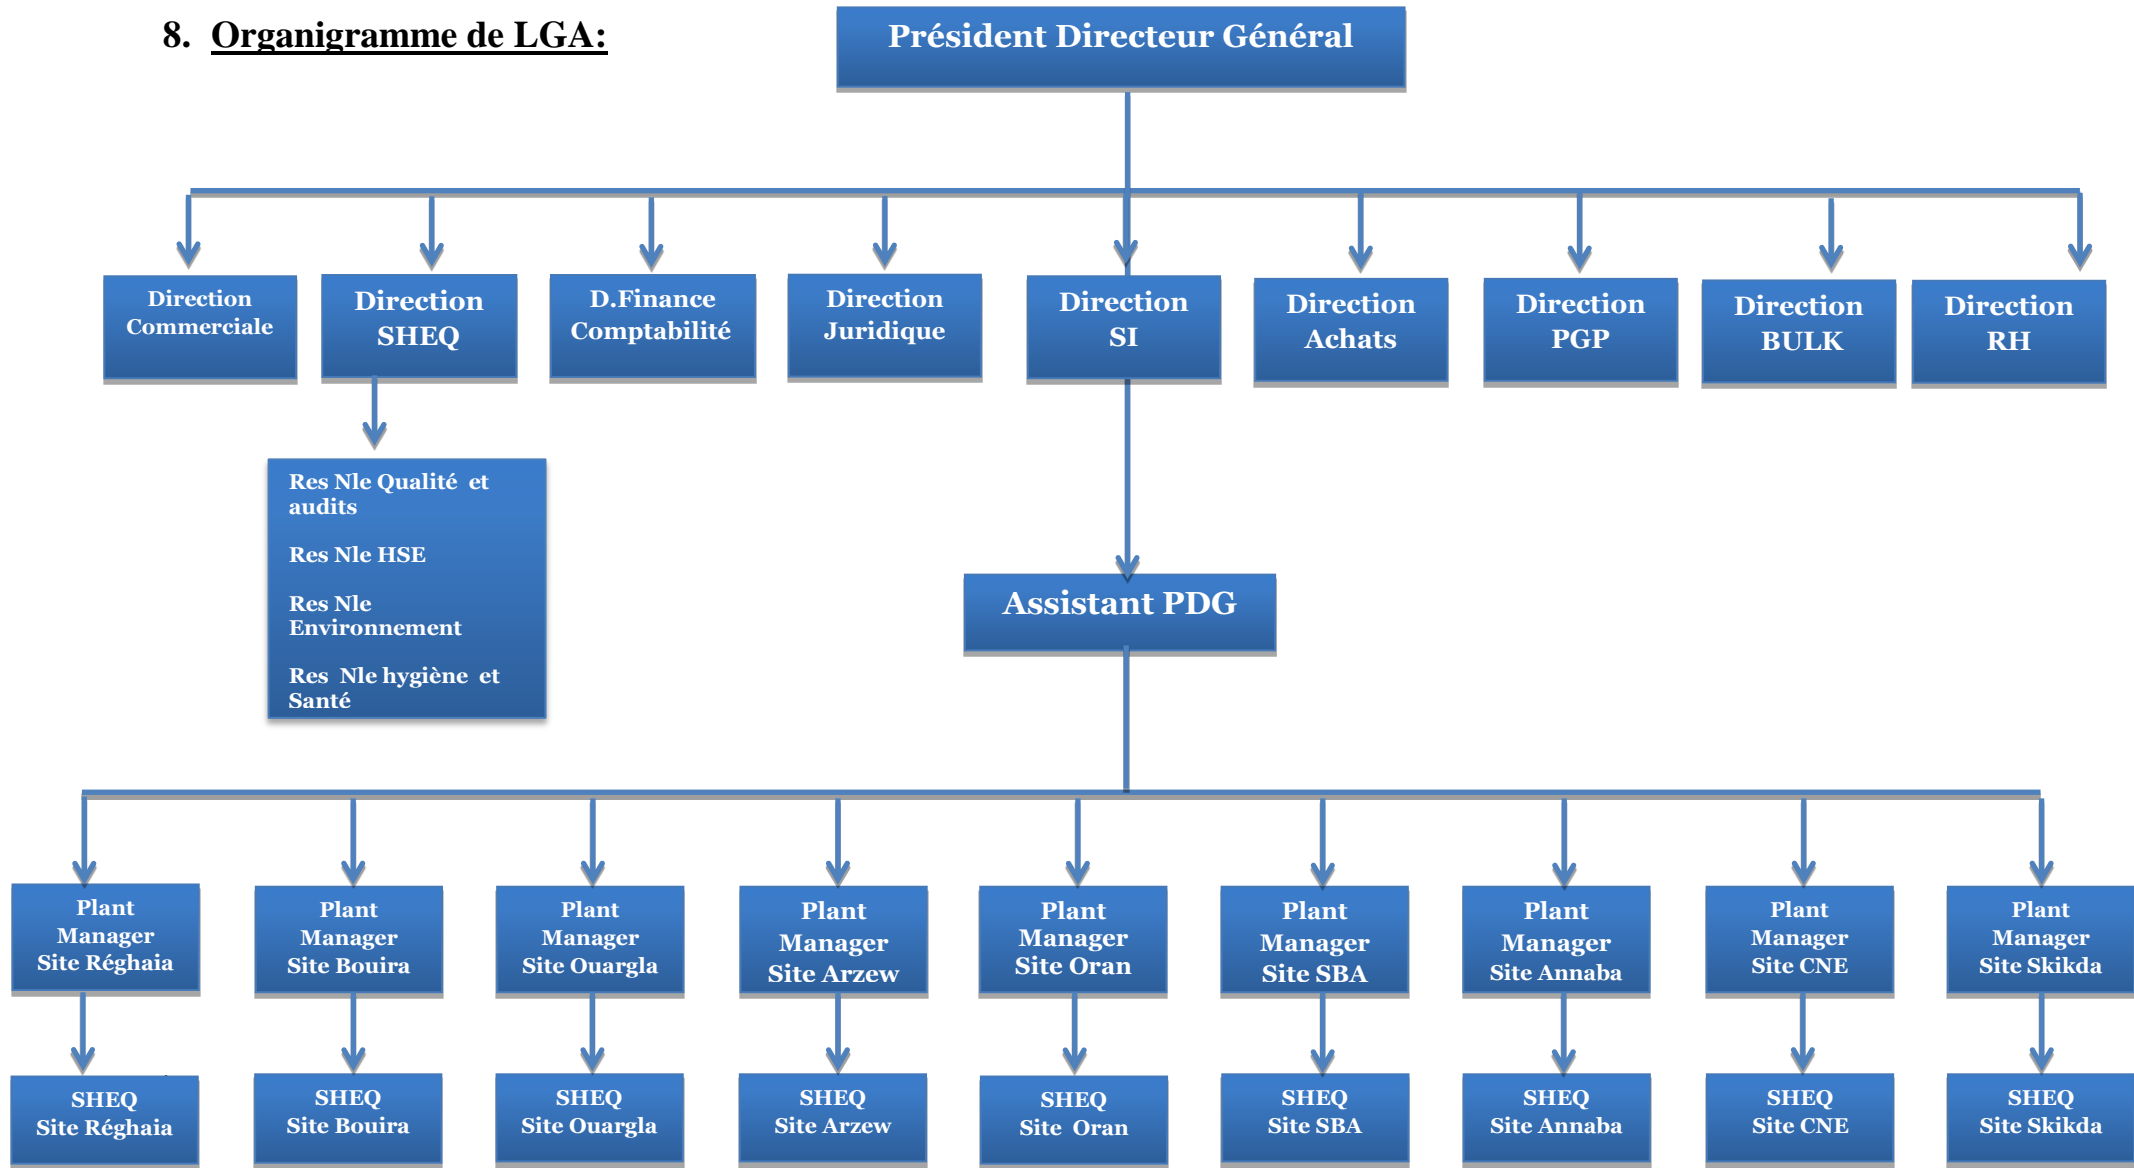 8. Organigramme de LGA:
Président Directeur Général
Direction
Commerciale
Direction
SHEQ
D.Finance
Comptabilité
Direction
Juridique
Direction
SI
Direction
Achats
Direction
PGP
Direction
BULK
Direction
RH
Res Nle Qualité et
audits
Res Nle HSE
Res Nle
Environnement
Res Nle hygiène et
Santé
Assistant PDG
Plant
Manager
Site Réghaia
Plant
Manager
Site Bouira
Plant
Manager
Site Ouargla
Plant
Manager
Site Arzew
Plant
Manager
Site Oran
Plant
Manager
Site SBA
Plant
Manager
Site Annaba
Plant
Manager
Site CNE
Plant
Manager
Site Skikda
SHEQ
Site Réghaia
SHEQ
Site Bouira
SHEQ
Site Ouargla
SHEQ
Site Arzew
SHEQ
Site Oran
SHEQ
Site SBA
SHEQ
Site Annaba
SHEQ
Site CNE
SHEQ
Site Skikda